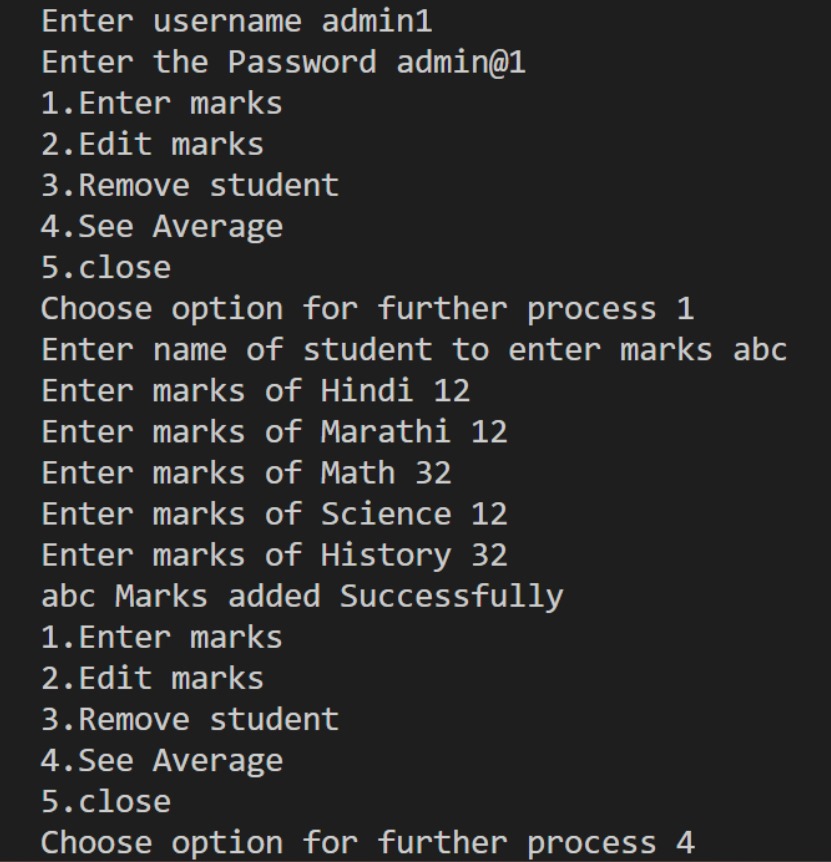 Enter username admin1
Enter the Password admin@1
1.Enter marks
2.Edit marks
3.Remove student
4.See Average
5.close
Choose option for further process 1
Enter name of student to enter marks abc
Enter marks of Hindi 12
Enter marks of Marathi 12
Enter marks of Math 32
Enter marks of Science 12
Enter marks of History 32
abc Marks added Successfully
1.Enter marks
2.Edit marks
3.Remove student
4.See Average
5.close
Choose option for further process 4